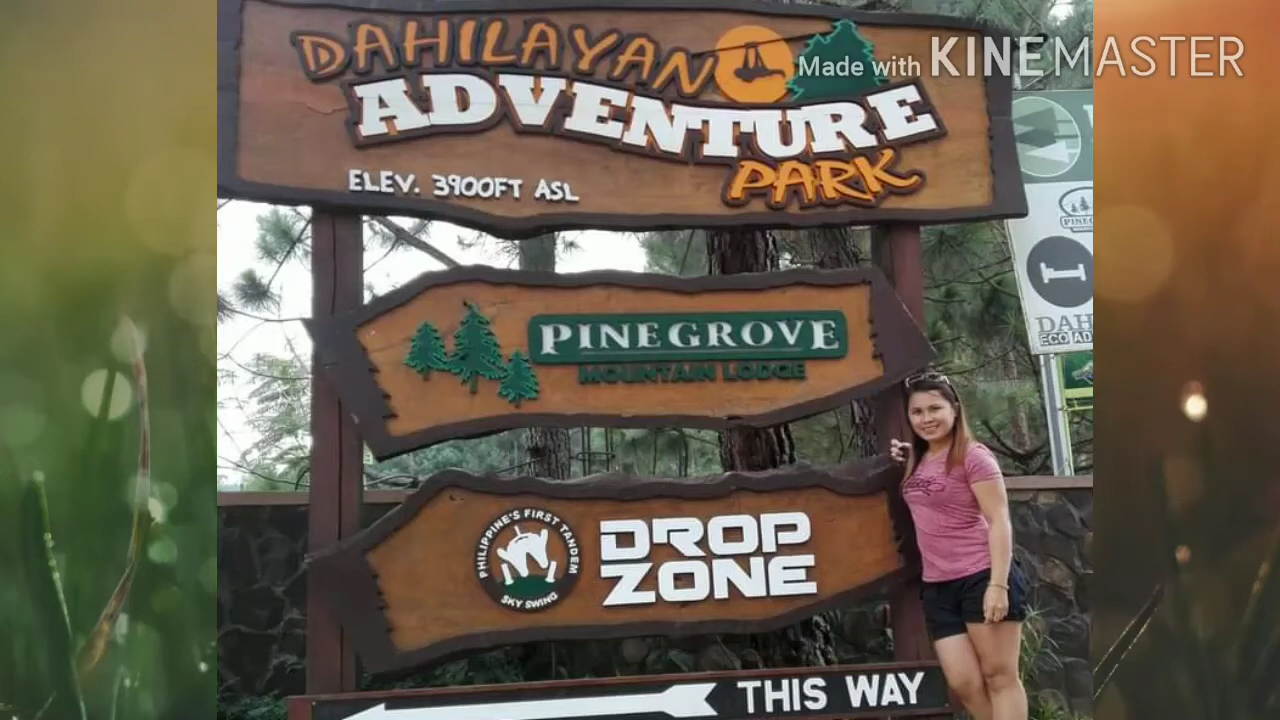 DAHILAYAN
ADVENTURE
PARK
ELEV. 3900FT ASL
Made with KINEMASTER
PINEGROVE
MOUNTAIN LODGE
PHILIPPINE'S FIRST TANDEM
SKY SWING
DROP
ZONE
THIS WAY
PINEG
DAH
ECO AD